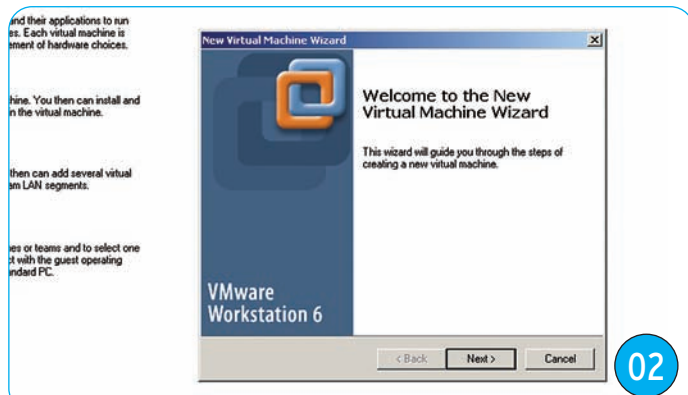 and their applications to run
es. Each virtual machine is
ement of hardware choices.
hine. You then can install and
n the virtual machine.
then can add several virtual
am LAN segments.
es or teams and to select one
ct with the guest operating
andard PC.
New Virtual Machine Wizard
Welcome to the New
Virtual Machine Wizard
This wizard will guide you through the steps of
creating a new virtual machine.
VMware
Workstation 6
< Back
Next >
Cancel
02